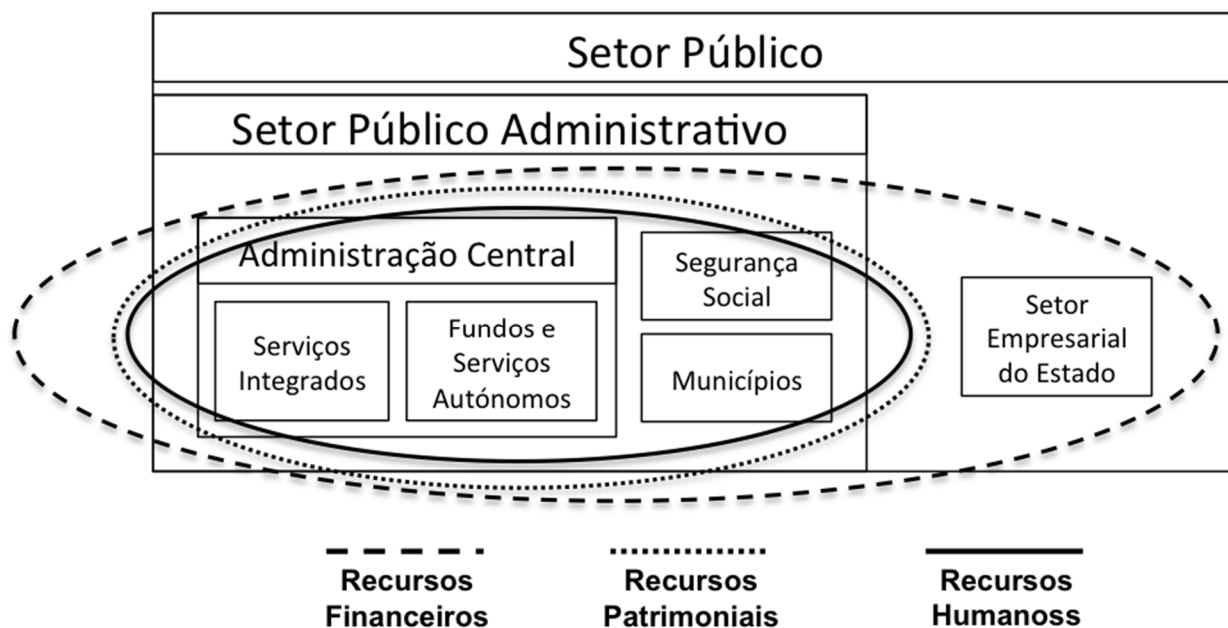 Setor Público
Setor Público Administrativo
Administração Central
Serviços
Integrados
Fundos e
Serviços
Autónomos
Segurança
Social
Municípios
Setor
Empresarial
do Estado
Recursos
Financeiros
Recursos
Patrimoniais
Recursos
Humanoss